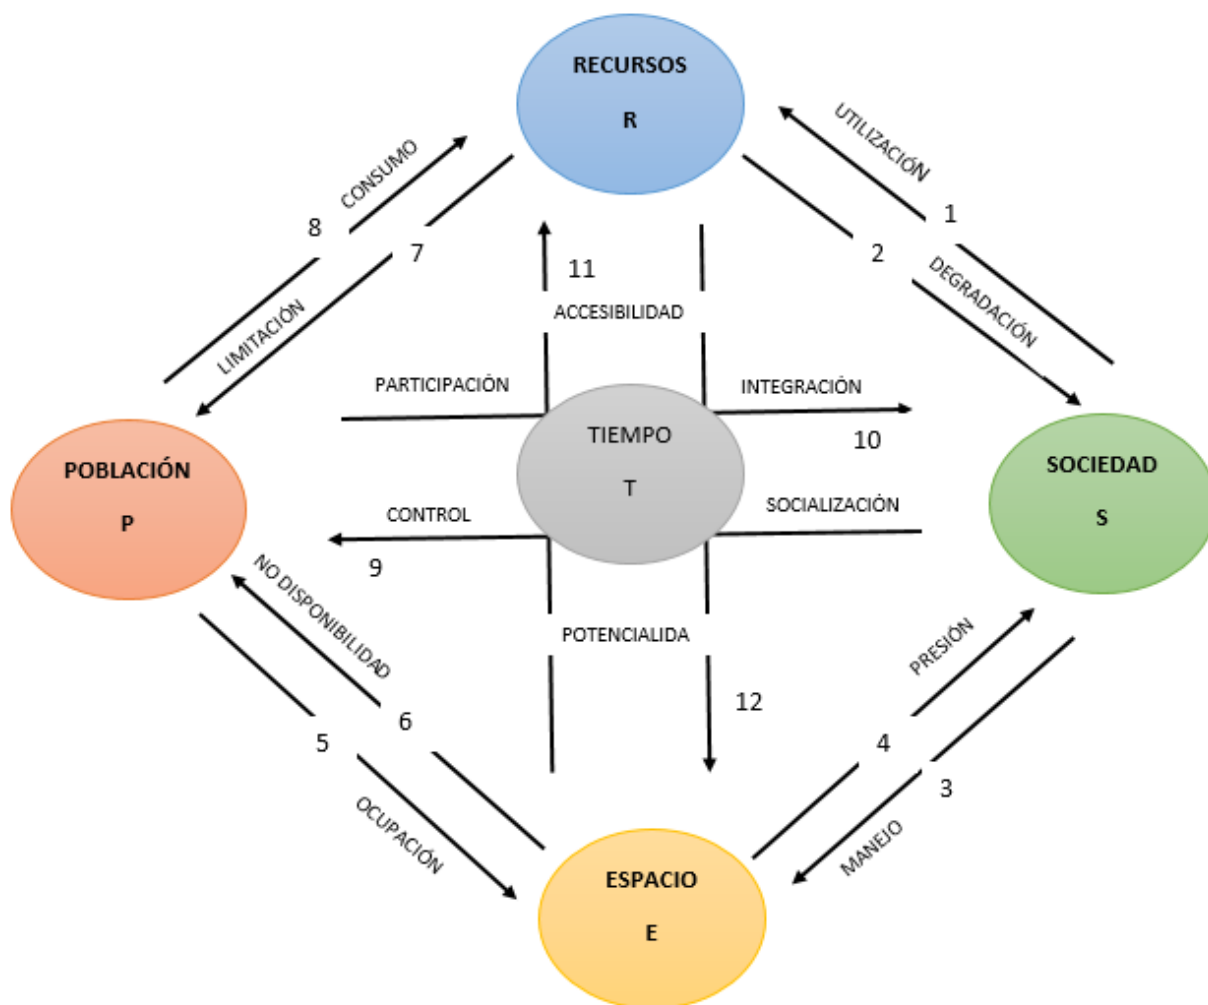 RECURSOS
R
UTILIZACIÓN
CONSUMO
1
8
7
2
11
DEGRADACIÓN
LIMITACIÓN
ACCESIBILIDAD
PARTICIPACIÓN
INTEGRACIÓN
10
TIEMPO
T
POBLACIÓN
P
SOCIEDAD
S
CONTROL
SOCIALIZACIÓN
9
NO DISPONIBILIDAD
POTENCIALIDA
PRESIÓN
12
6
5
4
3
OCUPACIÓN
MANEJO
ESPACIO
E